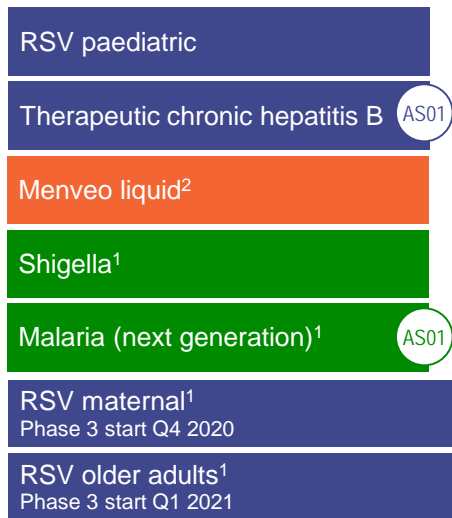 RSV paediatric
Therapeutic chronic hepatitis B AS01
Menveo liquid²
Shigella¹
Malaria (next generation)¹ AS01
RSV maternal¹
Phase 3 start Q4 2020
RSV older adults¹
Phase 3 start Q1 2021